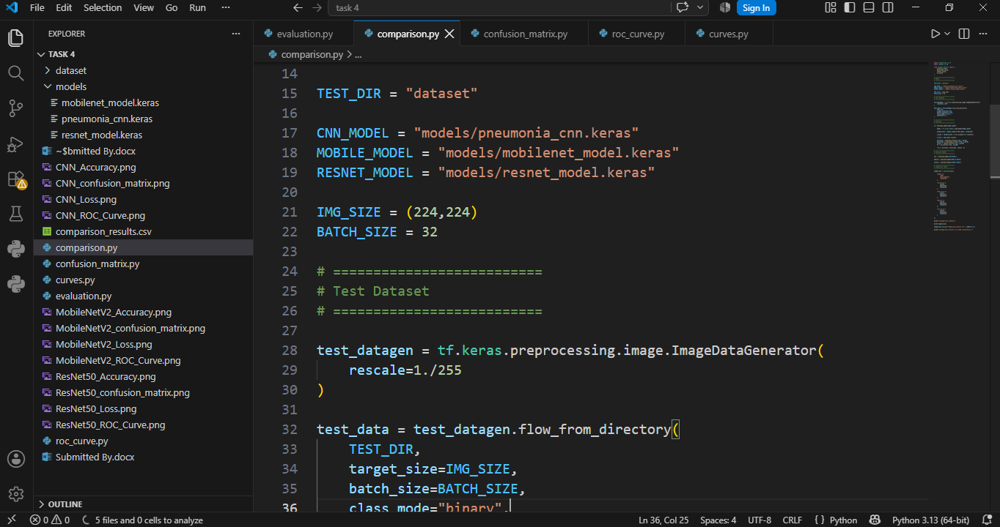 File Edit Selection View Go Run ··· task 4 Sign In
EXPLORER ···
TASK 4
dataset
models
mobilenet_model.keras
pneumonia_cnn.keras
resnet_model.keras
~$bmitted By.docx
CNN_Accuracy.png
CNN_confusion_matrix.png
CNN_Loss.png
CNN_ROC_Curve.png
comparison_results.csv
comparison.py
confusion_matrix.py
curves.py
evaluation.py
MobileNetV2_Accuracy.png
MobileNetV2_confusion_matrix.png
MobileNetV2_Loss.png
MobileNetV2_ROC_Curve.png
ResNet50_Accuracy.png
ResNet50_confusion_matrix.png
ResNet50_Loss.png
ResNet50_ROC_Curve.png
roc_curve.py
Submitted By.docx
OUTLINE
evaluation.py comparison.py confusion_matrix.py roc_curve.py curves.py
comparison.py > ...
14
15 TEST_DIR = "dataset"
16
17 CNN_MODEL = "models/pneumonia_cnn.keras"
18 MOBILE_MODEL = "models/mobilenet_model.keras"
19 RESNET_MODEL = "models/resnet_model.keras"
20
21 IMG_SIZE = (224,224)
22 BATCH_SIZE = 32
23
24 # ==========================
25 # Test Dataset
26 # ==========================
27
28 test_datagen = tf.keras.preprocessing.image.ImageDataGenerator(
29 rescale=1./255
30 )
31
32 test_data = test_datagen.flow_from_directory(
33 TEST_DIR,
34 target_size=IMG_SIZE,
35 batch_size=BATCH_SIZE,
36 class_mode="binary",
0 0 5 files and 0 cells to analyze Ln 36, Col 25 Spaces: 4 UTF-8 CRLF { } Python Python 3.13 (64-bit)